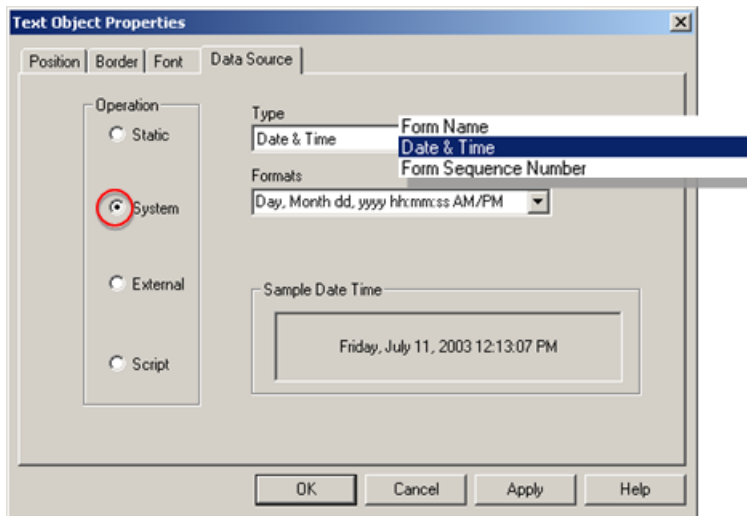 Text Object Properties
Position Border Font Data Source
Operation
Static
System
External
Script
Type
Date & Time
Form Name
Date & Time
Form Sequence Number
Formats
Day, Month dd, yyyy hh:mm:ss AM/PM
Sample Date Time
Friday, July 11, 2003 12:13:07 PM
OK Cancel Apply Help